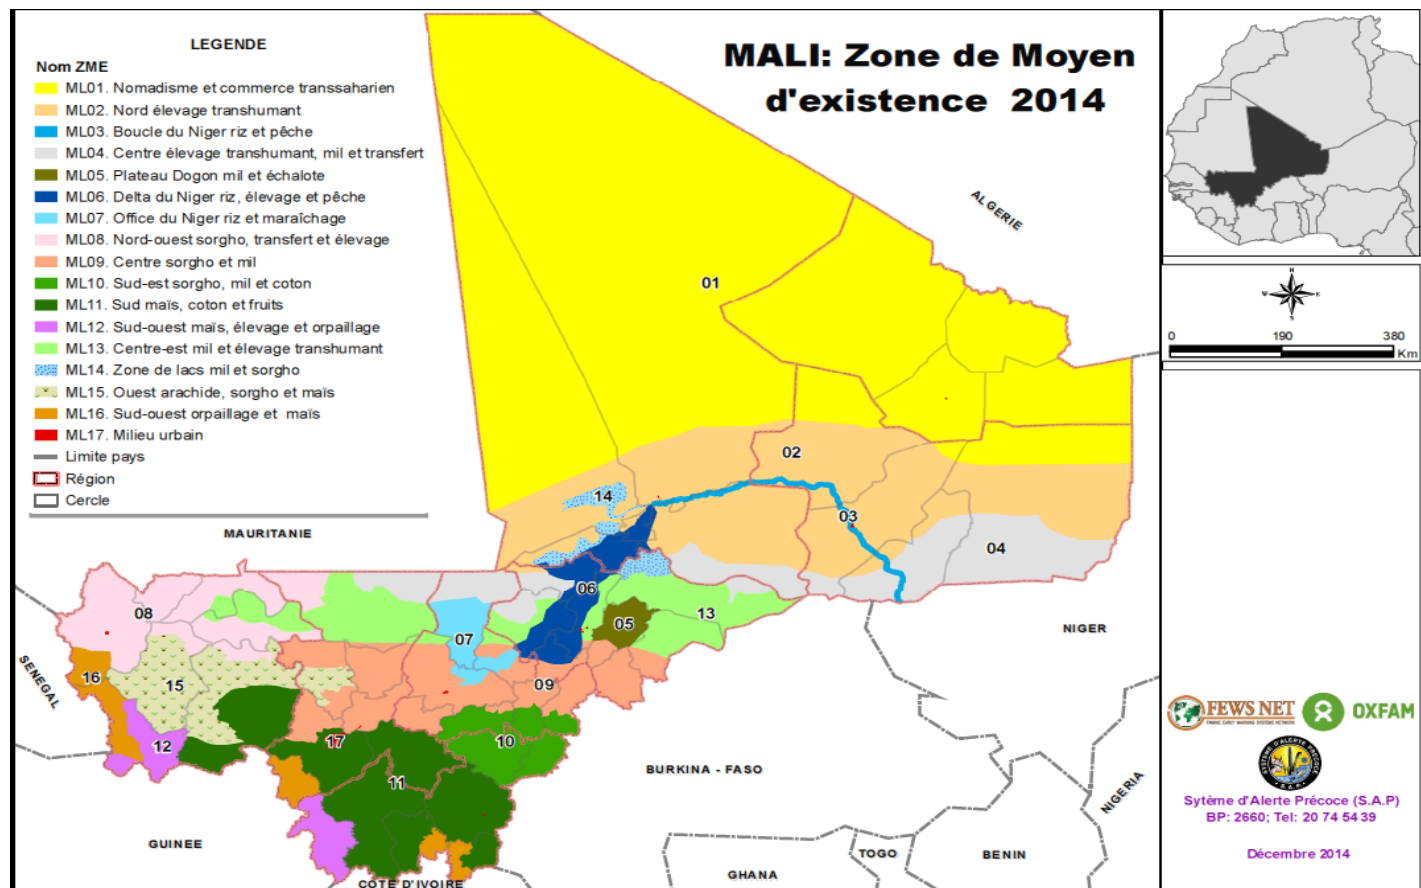 MALI: Zone de Moyen
d'existence 2014
LEGENDE
Nom ZME
ML01. Nomadisme et commerce transsaharien
ML02. Nord élevage transhumant
ML03. Boucle du Niger riz et pêche
ML04. Centre élevage transhumant, mil et transfert
ML05. Plateau Dogon mil et échalote
ML06. Delta du Niger riz, élevage et pêche
ML07. Office du Niger riz et maraîchage
ML08. Nord-ouest sorgho, transfert et élevage
ML09. Centre sorgho et mil
ML10. Sud-est sorgho, mil et coton
ML11. Sud maïs, coton et fruits
ML12. Sud-ouest maïs, élevage et orpaillage
ML13. Centre-est mil et élevage transhumant
ML14. Zone de lacs mil et sorgho
ML15. Ouest arachide, sorgho et maïs
ML16. Sud-ouest orpaillage et maïs
ML17. Milieu urbain
Limite pays
Région
Cercle
ALGERIE
01
02
14
03
MAURITANIE
04
06
08
05
13
07
NIGER
16
SENEGAL
15
09
12
17
10
11
BURKINA - FASO
NIGERIA
GUINEE
TOGO
BENIN
GHANA
COTE D'IVOIRE
N
W
E
S
0 190 380
Km
FEWS NET
FAMINE EARLY WARNING SYSTEMS NETWORK
OXFAM
SYSTÈME D'ALERTE PRÉCOCE
S.A.P.
Sytème d'Alerte Précoce (S.A.P)
BP: 2660; Tel: 20 74 54 39
Décembre 2014